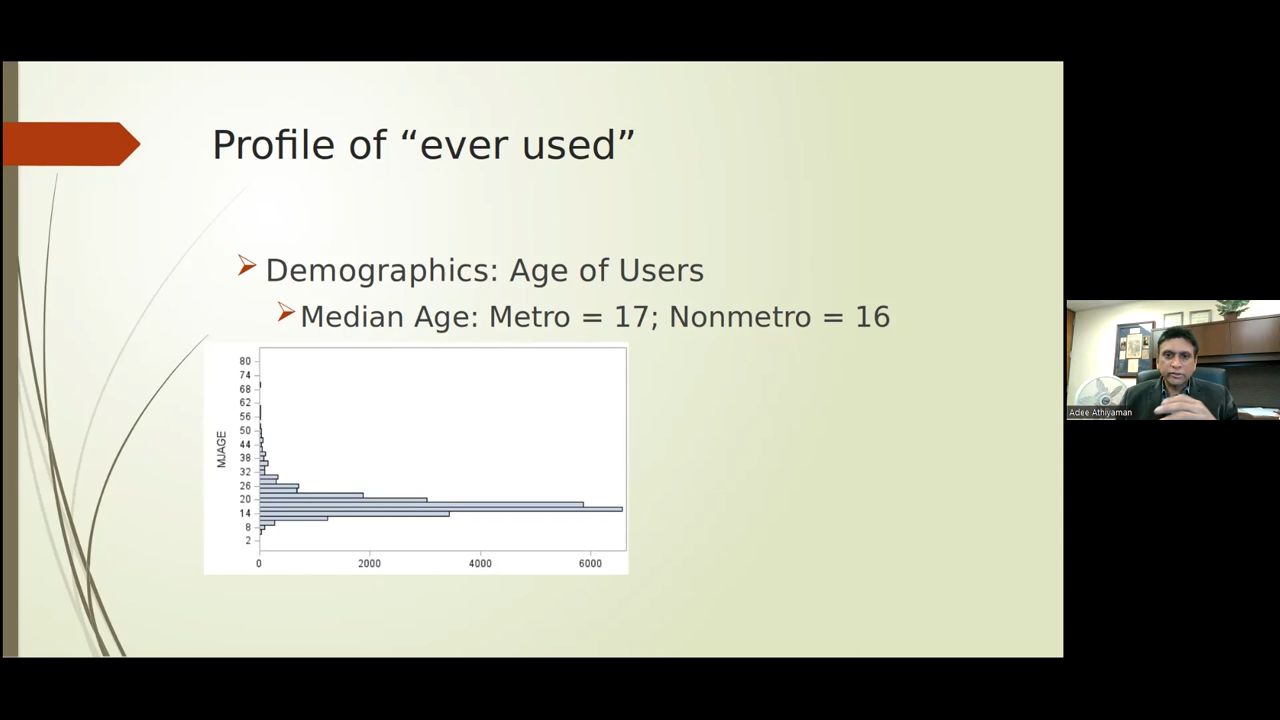 Profile of “ever used”
Demographics: Age of Users
Median Age: Metro = 17; Nonmetro = 16
80
74
68
62
56
50
44
38
32
26
20
14
8
2
MJAGE
0 2000 4000 6000
Adee Athiyaman